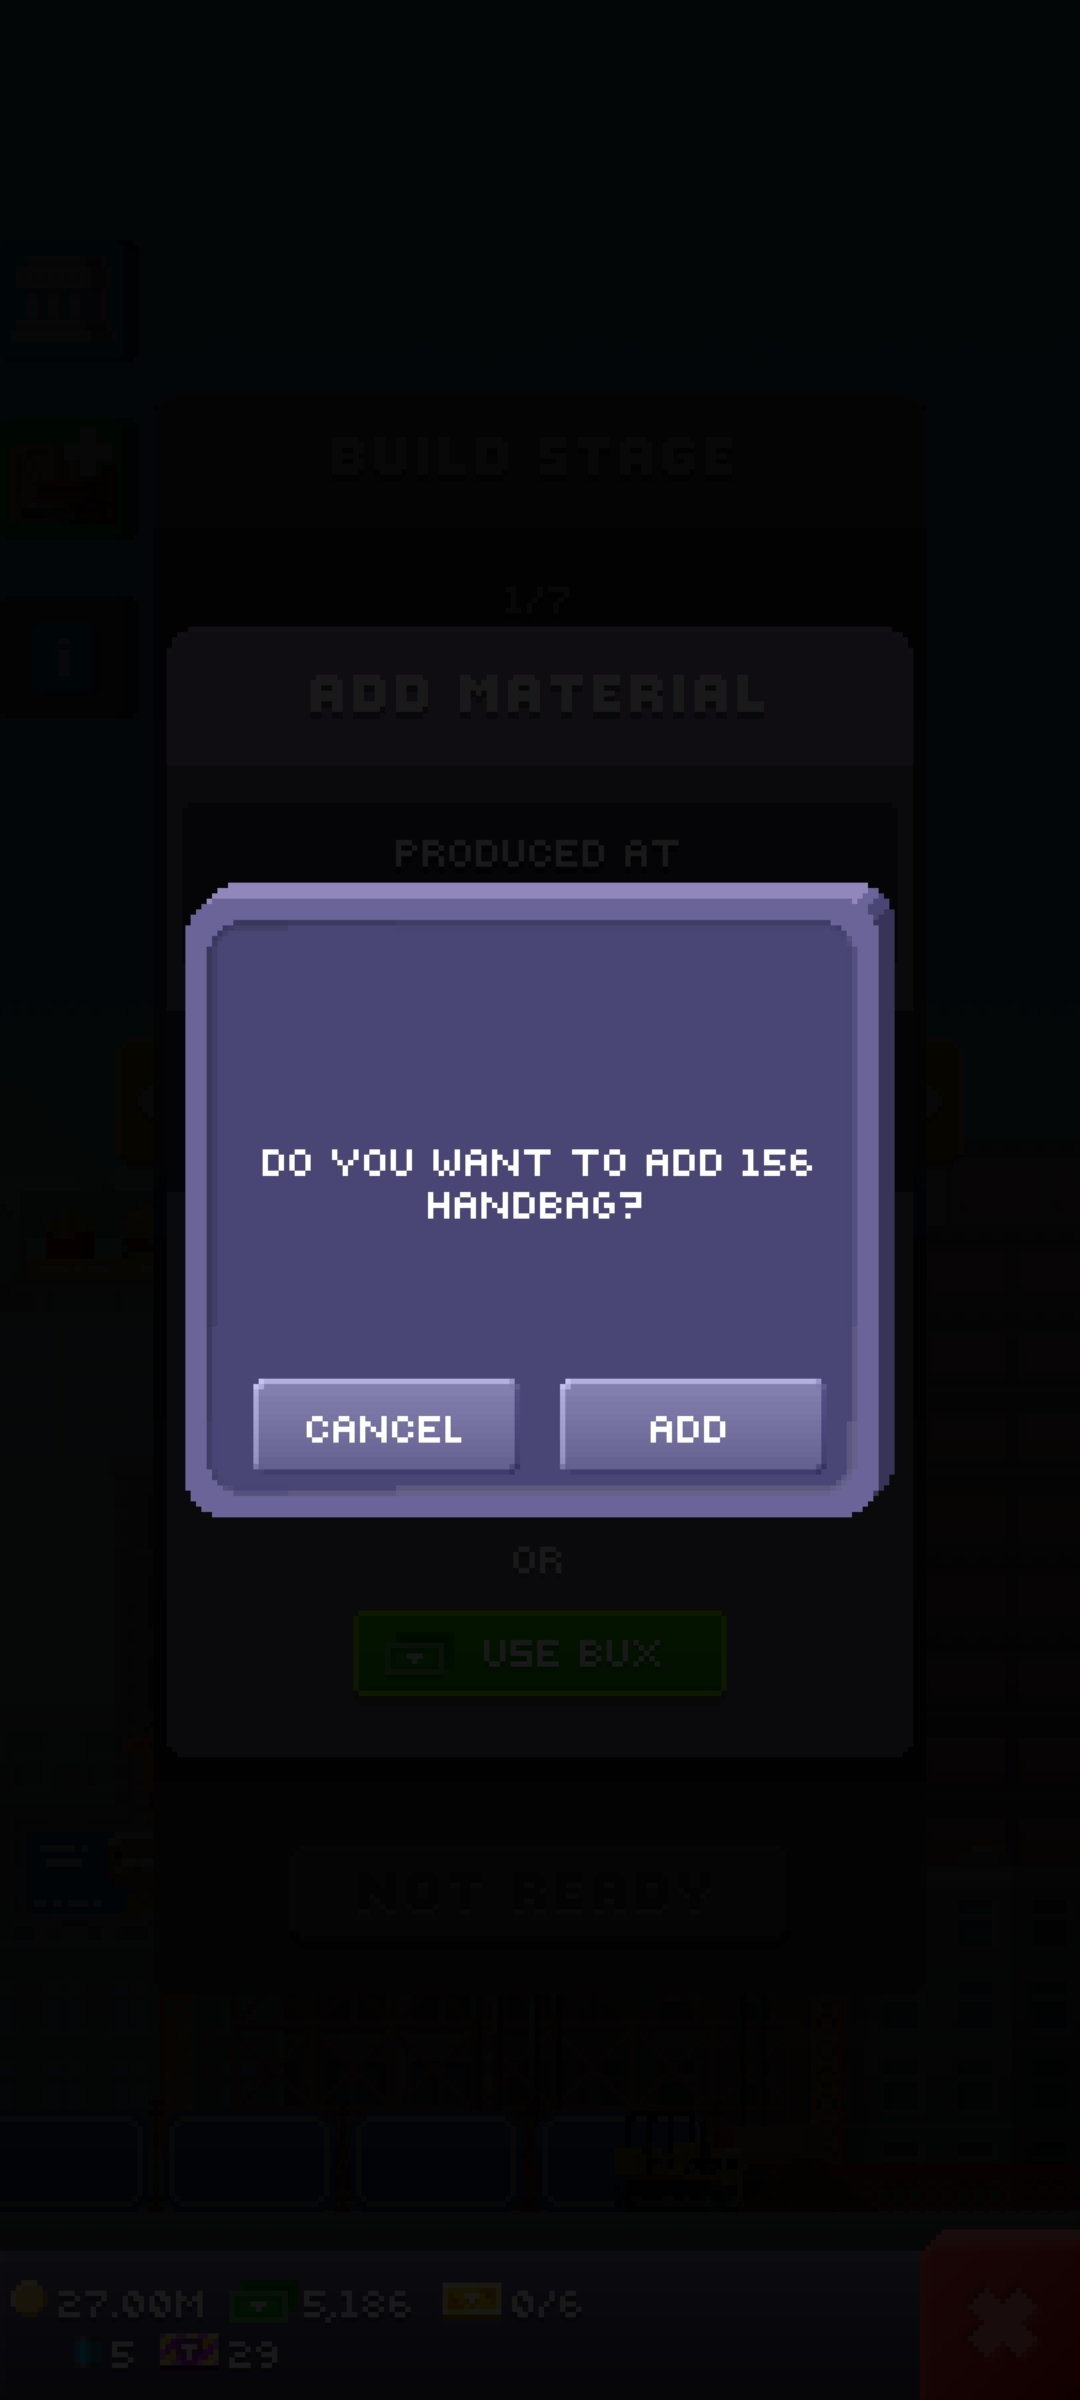 BUILD STAGE
1/7
ADD MATERIAL
PRODUCED AT
DO YOU WANT TO ADD 156
HANDBAG?
CANCEL
ADD
OR
USE BUX
NOT READY
27.00M 5,186 0/6
5 29